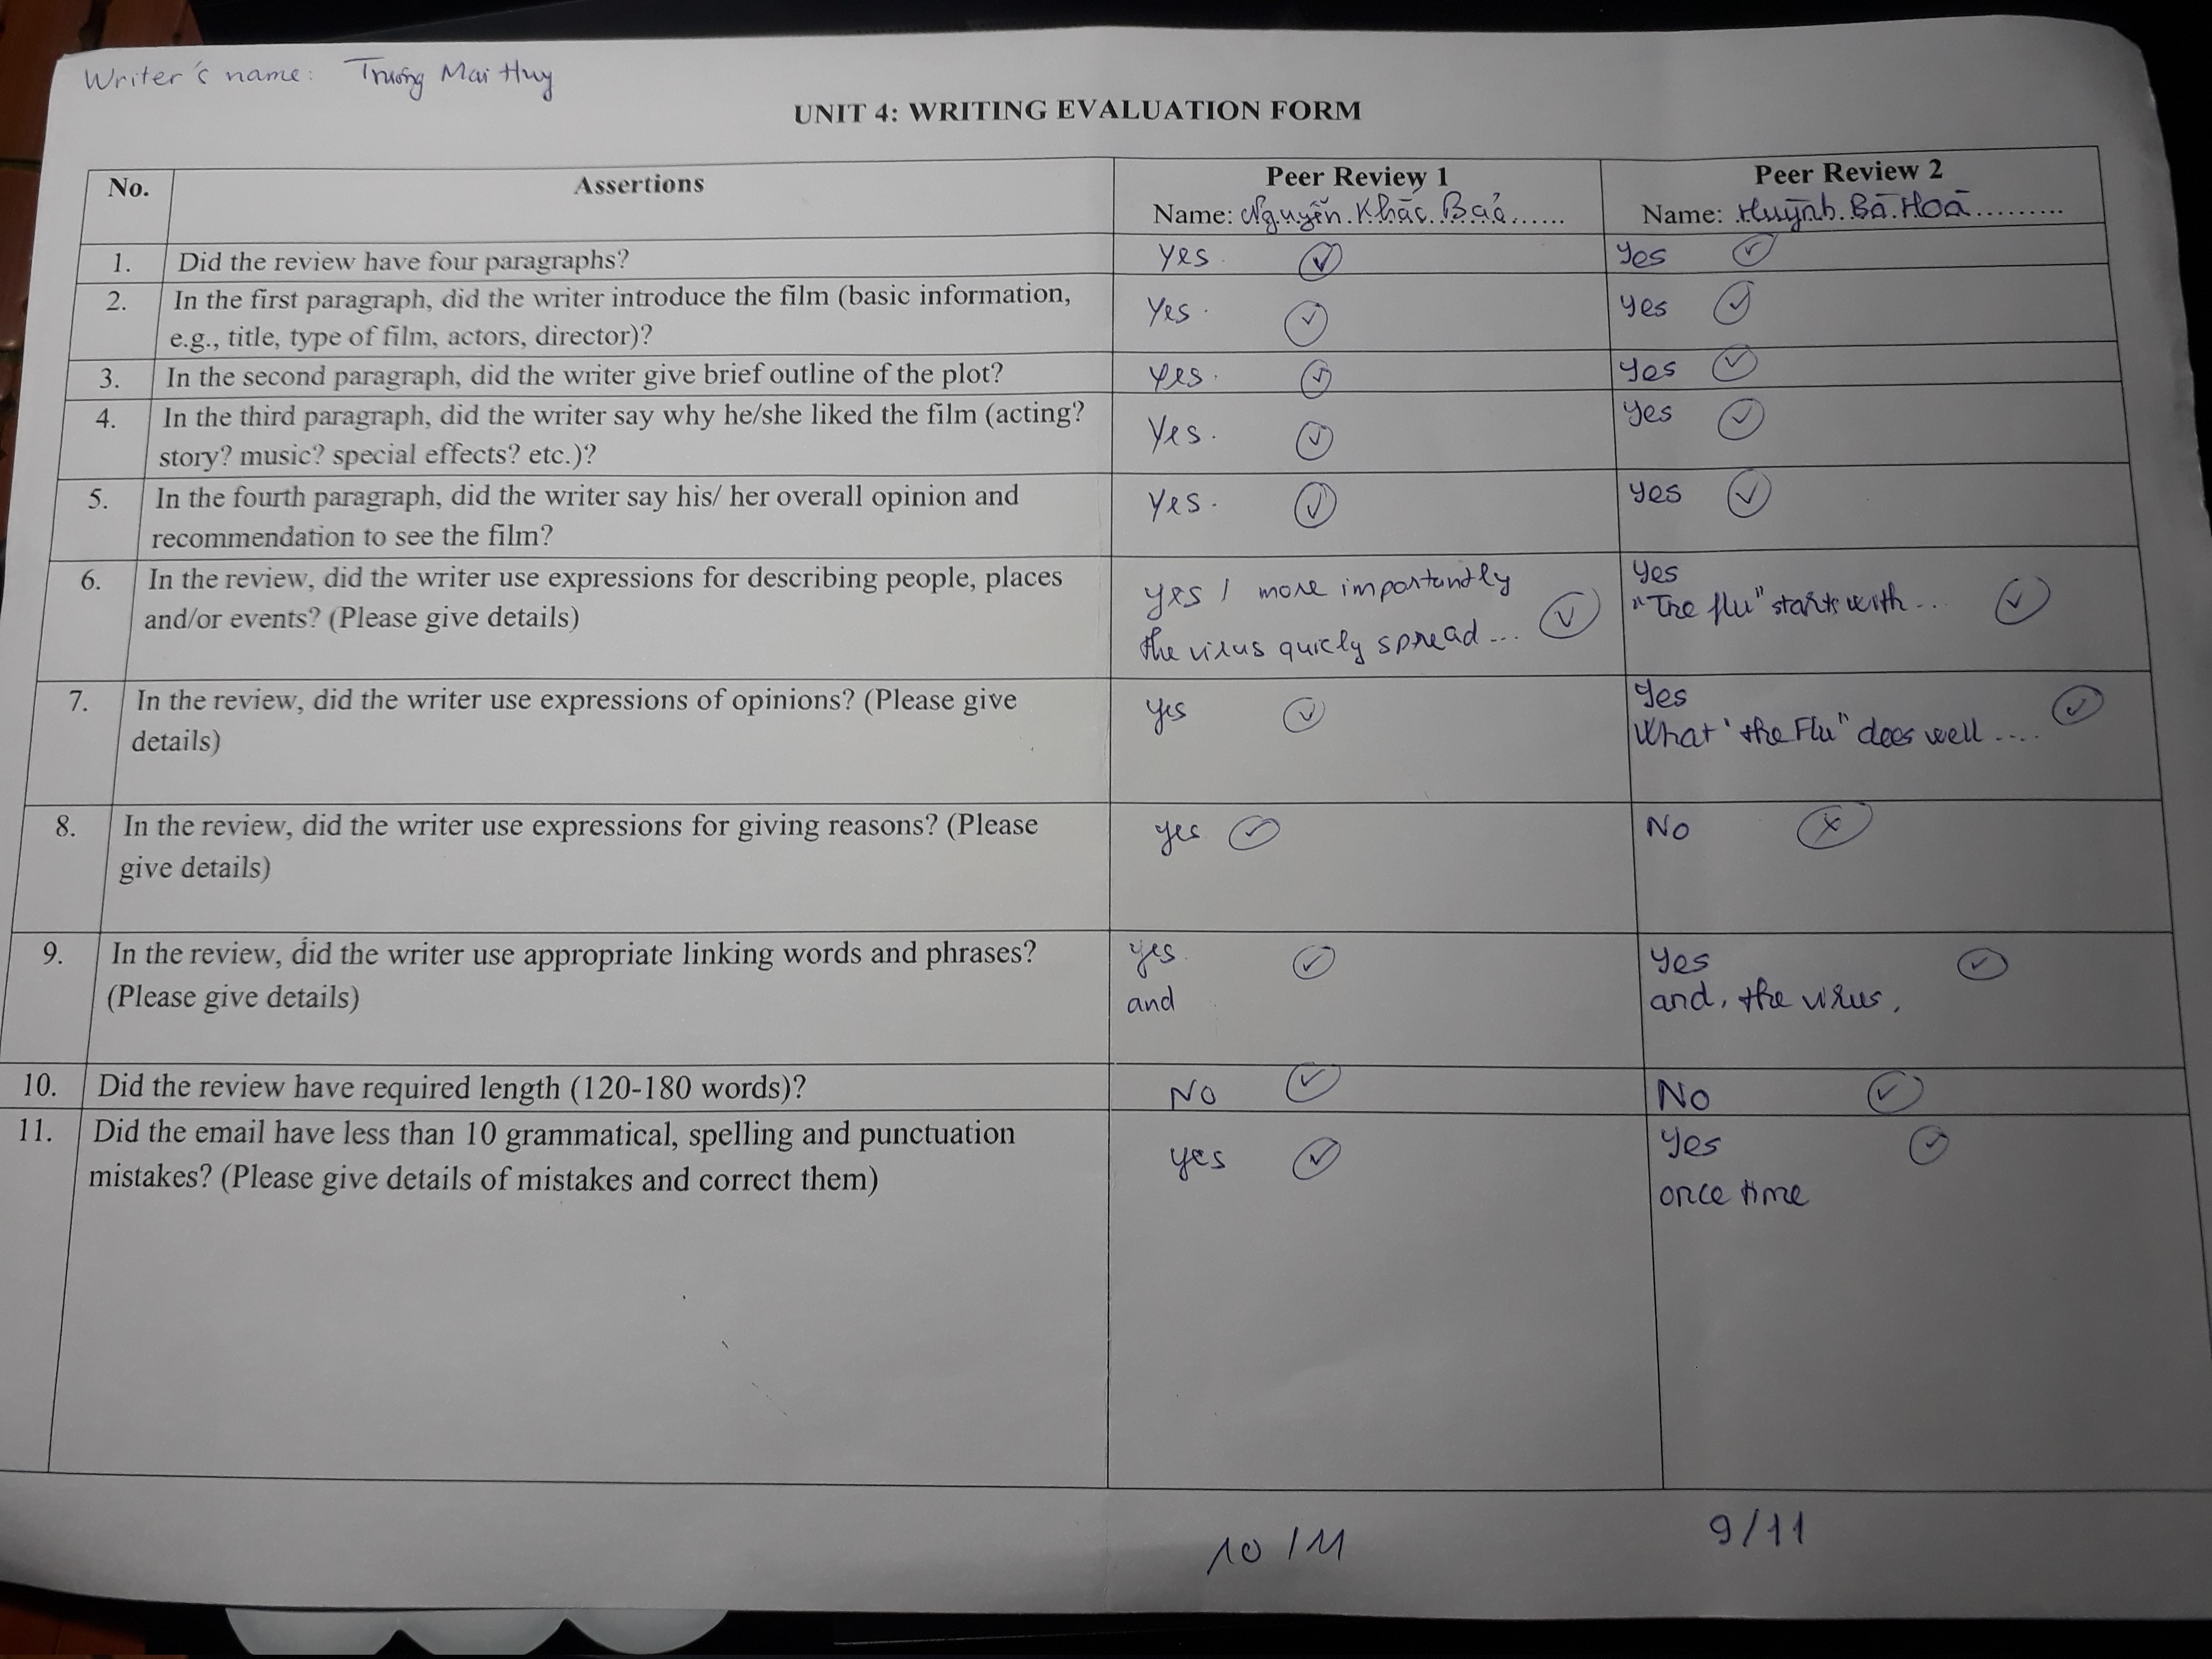 Writer's name: Trương Mai Huy
UNIT 4: WRITING EVALUATION FORM
No.
Assertions
Peer Review 1
Name: Nguyễn Khắc Bảo......
Peer Review 2
Name: Huỳnh Bá Hoà.........
1.
Did the review have four paragraphs?
Yes.
Yes
2.
In the first paragraph, did the writer introduce the film (basic information,
e.g., title, type of film, actors, director)?
Yes.
Yes
3.
In the second paragraph, did the writer give brief outline of the plot?
Yes.
Yes
4.
In the third paragraph, did the writer say why he/she liked the film (acting?
story? music? special effects? etc.)?
Yes.
Yes
5.
In the fourth paragraph, did the writer say his/ her overall opinion and
recommendation to see the film?
Yes.
Yes
6.
In the review, did the writer use expressions for describing people, places
and/or events? (Please give details)
yes / more importantly
the virus quicly spread ...
Yes
"The flu" starts with ...
7.
In the review, did the writer use expressions of opinions? (Please give
details)
yes
Yes
What "the Flu" does well ....
8.
In the review, did the writer use expressions for giving reasons? (Please
give details)
yes
No
9.
In the review, did the writer use appropriate linking words and phrases?
(Please give details)
yes.
and
Yes
and, the virus,
10.
Did the review have required length (120-180 words)?
No
No
11.
Did the email have less than 10 grammatical, spelling and punctuation
mistakes? (Please give details of mistakes and correct them)
yes
Yes
once time
10/11
9/11